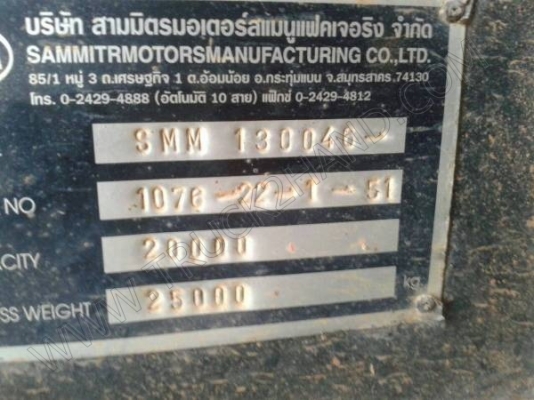 บริษัท สามมิตรมอเตอร์สแมนูแฟคเจอริง จำกัด
SAMMITRMOTORSMANUFACTURING CO.,LTD.
85/1 หมู่ 3 ถ.เศรษฐกิจ 1 ต.อ้อมน้อย อ.กระทุ่มแบน จ.สมุทรสาคร.74130
โทร. 0-2429-4888 (อัตโนมัติ 10 สาย) แฟ็กซ์ 0-2429-4812
SMM 130046
NO 1076-22-T-51
CITY 26000
SS WEIGHT 25000 kg.
WWW.TRUCK2HAND.COM